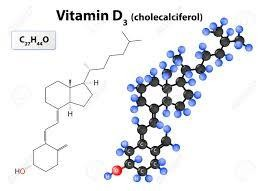 Vitamin D₃ (cholecalciferol)
C₂₇H₄₄O
HO